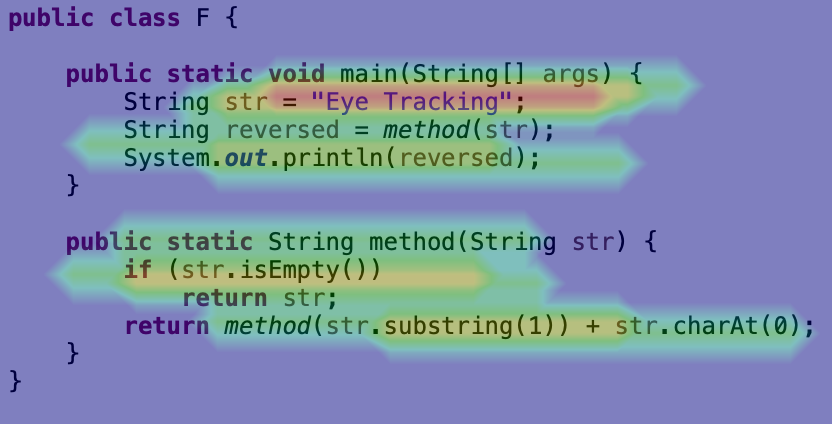 public class F {
    public static void main(String[] args) {
        String str = "Eye Tracking";
        String reversed = method(str);
        System.out.println(reversed);
    }
    public static String method(String str) {
        if (str.isEmpty())
            return str;
        return method(str.substring(1)) + str.charAt(0);
    }
}